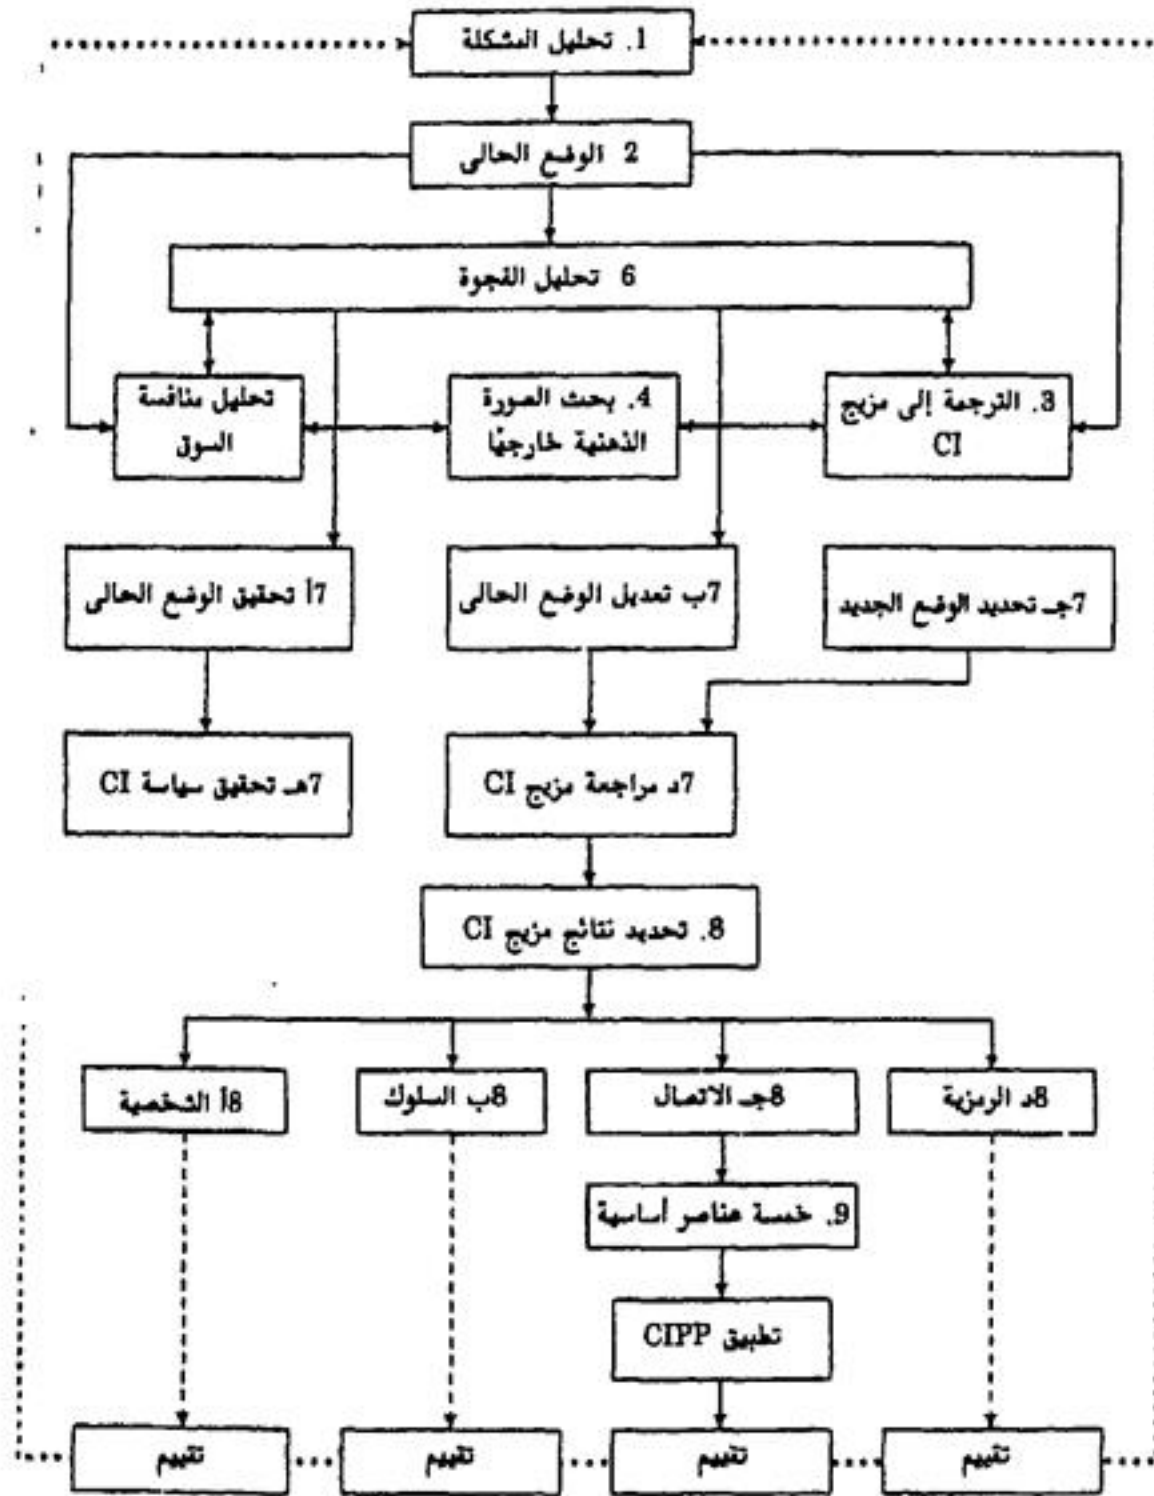 1. تحليل المشكلة
2 الوضع الحالى
6 تحليل الفجوة
3. الترجمة إلى مزيج
CI
4. بحث الصورة
الذهنية خارجيًا
تحليل منافسة
السوق
7أ تحقيق الوضع الحالى
7ب تعديل الوضع الحالى
7جـ تحديد الوضع الجديد
7هـ تحقيق سياسة CI
7د مراجعة مزيج CI
8. تحديد نتائج مزيج CI
8أ الشخصية
8ب السلوك
8جـ الاتصال
8د الرمزية
9. خمسة عناصر أساسية
تطبيق CIPP
تقييم
تقييم
تقييم
تقييم